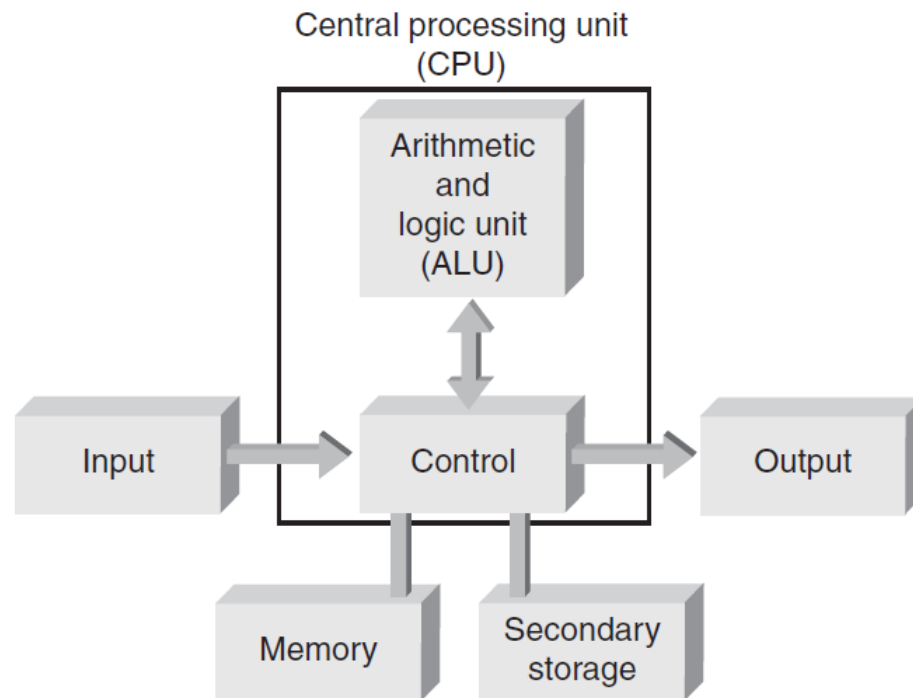 Central processing unit
(CPU)
Arithmetic
and
logic unit
(ALU)
Input
Control
Output
Memory
Secondary
storage